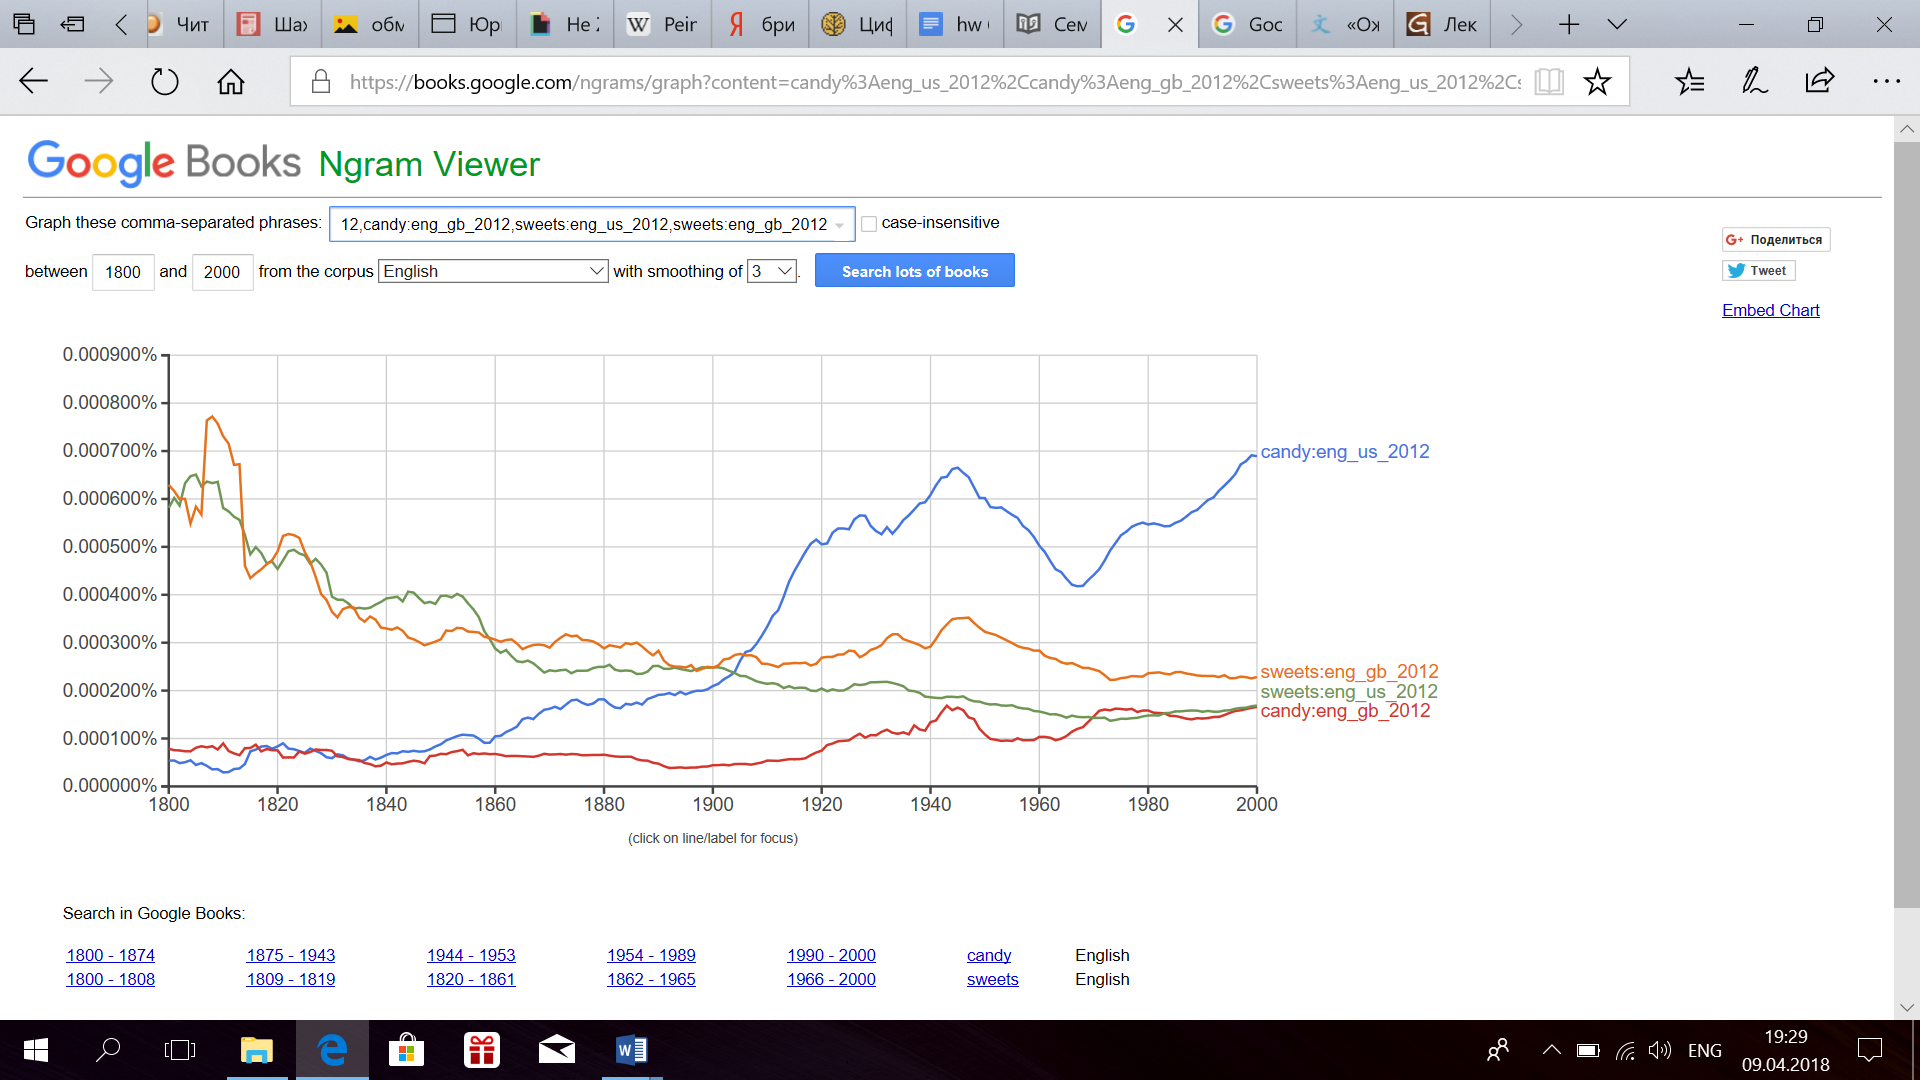 Чит
Шах
обм
Юри
Не
Peir
бри
Циф
hw
Сем
Goc
«Ож
Лек
https://books.google.com/ngrams/graph?content=candy%3Aeng_us_2012%2Ccandy%3Aeng_gb_2012%2Csweets%3Aeng_us_2012%2Cs
Google Books Ngram Viewer
Graph these comma-separated phrases: 12,candy:eng_gb_2012,sweets:eng_us_2012,sweets:eng_gb_2012 case-insensitive
between 1800 and 2000 from the corpus English with smoothing of 3. Search lots of books
G+ Поделиться
Tweet
Embed Chart
0.000900%
0.000800%
0.000700%
0.000600%
0.000500%
0.000400%
0.000300%
0.000200%
0.000100%
0.000000%
candy:eng_us_2012
sweets:eng_gb_2012
sweets:eng_us_2012
candy:eng_gb_2012
1800 1820 1840 1860 1880 1900 1920 1940 1960 1980 2000
(click on line/label for focus)
Search in Google Books:
1800 - 1874 1875 - 1943 1944 - 1953 1954 - 1989 1990 - 2000 candy English
1800 - 1808 1809 - 1819 1820 - 1861 1862 - 1965 1966 - 2000 sweets English
ENG
19:29
09.04.2018